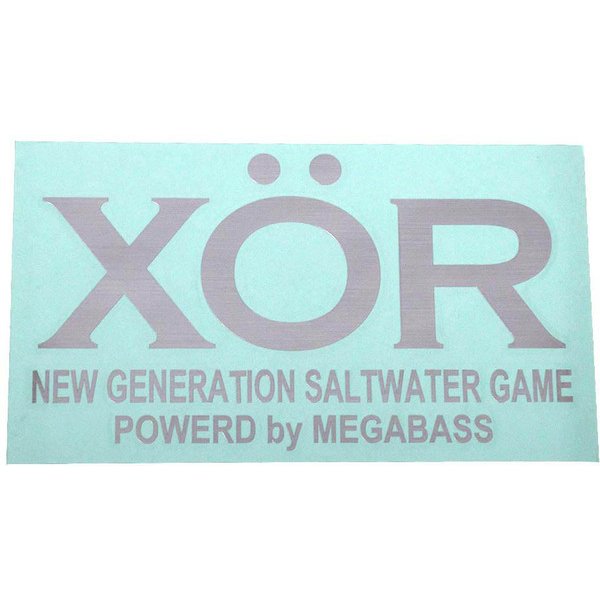 XÖR
NEW GENERATION SALTWATER GAME
POWERD by MEGABASS